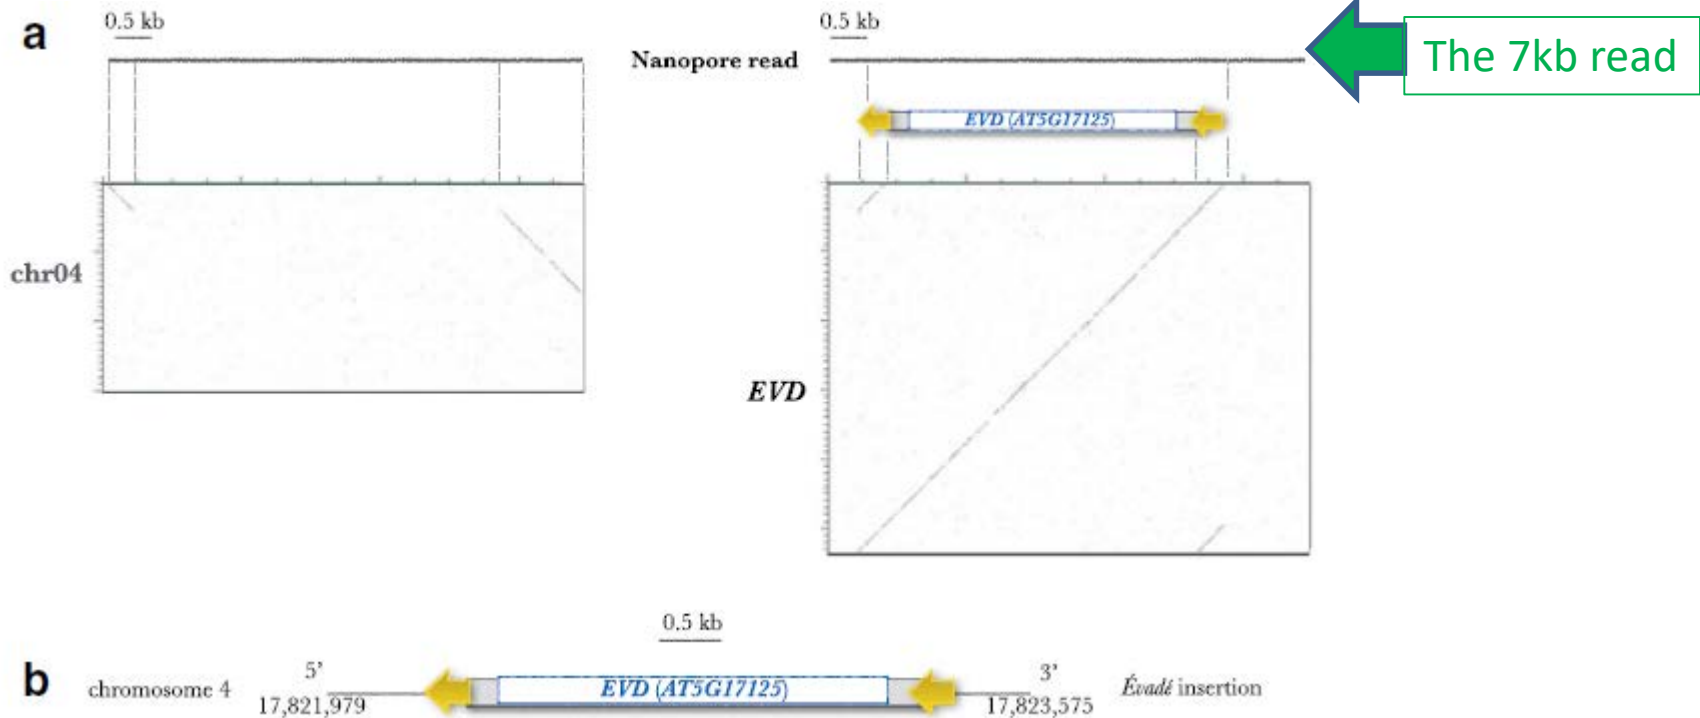 a
0.5 kb
0.5 kb
Nanopore read
The 7kb read
EVD (AT5G17125)
chr04
EVD
0.5 kb
b
chromosome 4
5’
17,821,979
EVD (AT5G17125)
3’
17,823,575
Évadé insertion